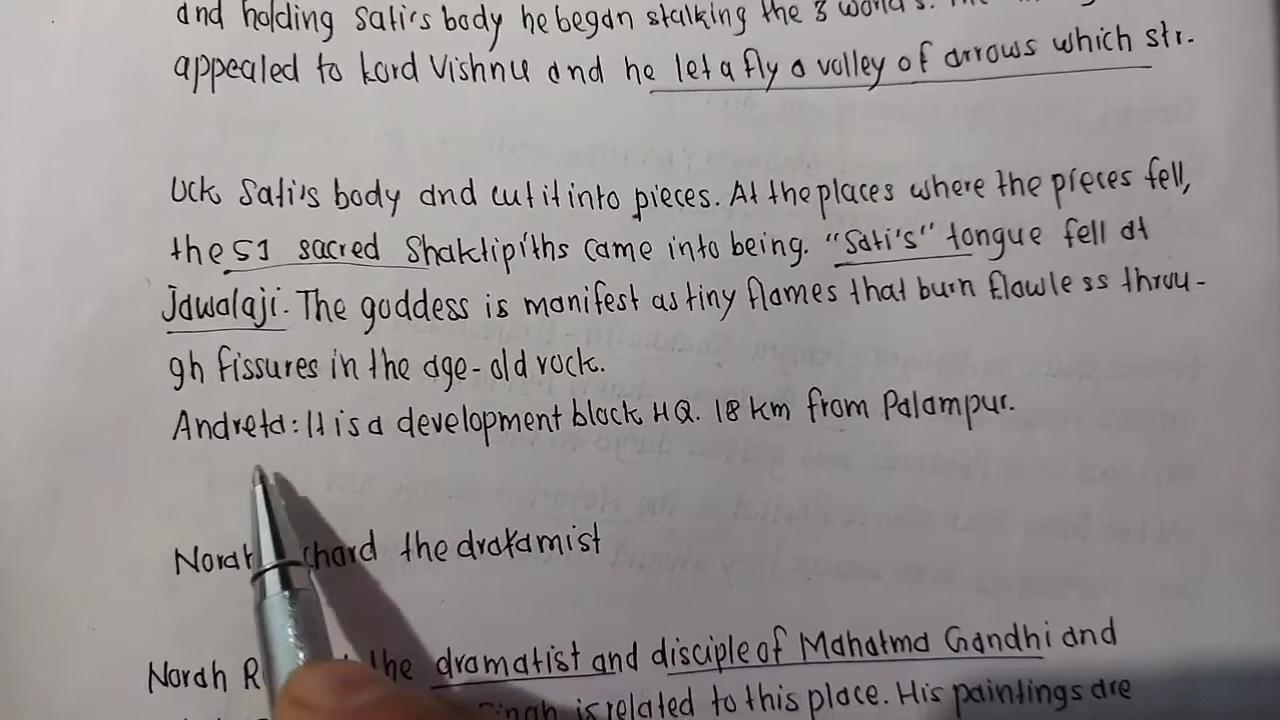 and holding Sati's body he began stalking the 3 worlds.
appealed to Lord Vishnu and he let a fly a volley of arrows which str.
Uck Sati's body and cut it into pieces. At the places where the pieces fell,
the 51 sacred Shaktipiths came into being. "Sati's" tongue fell at
Jawalaji. The goddess is manifest as tiny flames that burn flawless throu-
gh fissures in the age-old rock.
Andreta: It is a development block HQ. 18 km from Palampur.
Norah chard the dratamist
Norah R the dramatist and disciple of Mahatma Gandhi and
is related to this place. His paintings are